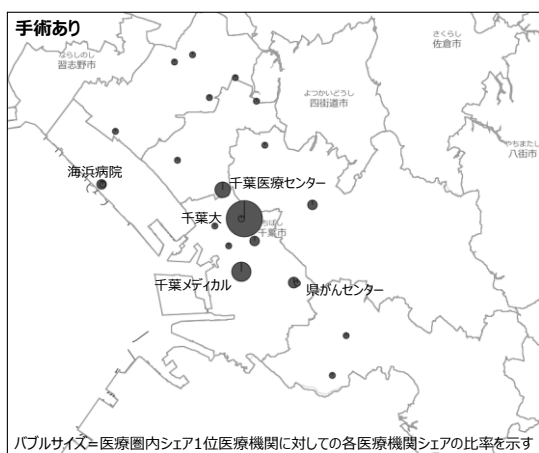 手術あり
さくらし
佐倉市
ならしのし
習志野市
よつかいどうし
四街道市
やちまたし
八街市
海浜病院
千葉医療センター
千葉大
ちばし
千葉市
千葉メディカル
県がんセンター
バブルサイズ=医療圏内シェア1位医療機関に対しての各医療機関シェアの比率を示す